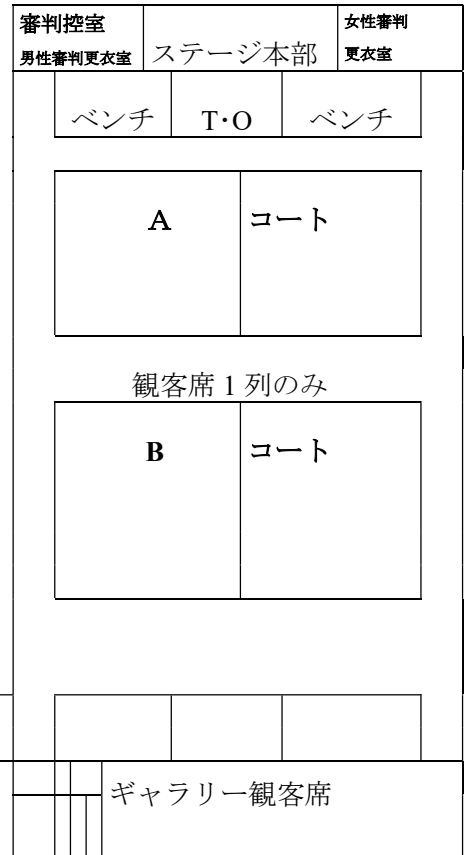 審判控室
男性審判更衣室
ステージ本部
女性審判
更衣室
ベンチ T・O ベンチ
A コート
観客席1列のみ
B コート
ギャラリー観客席